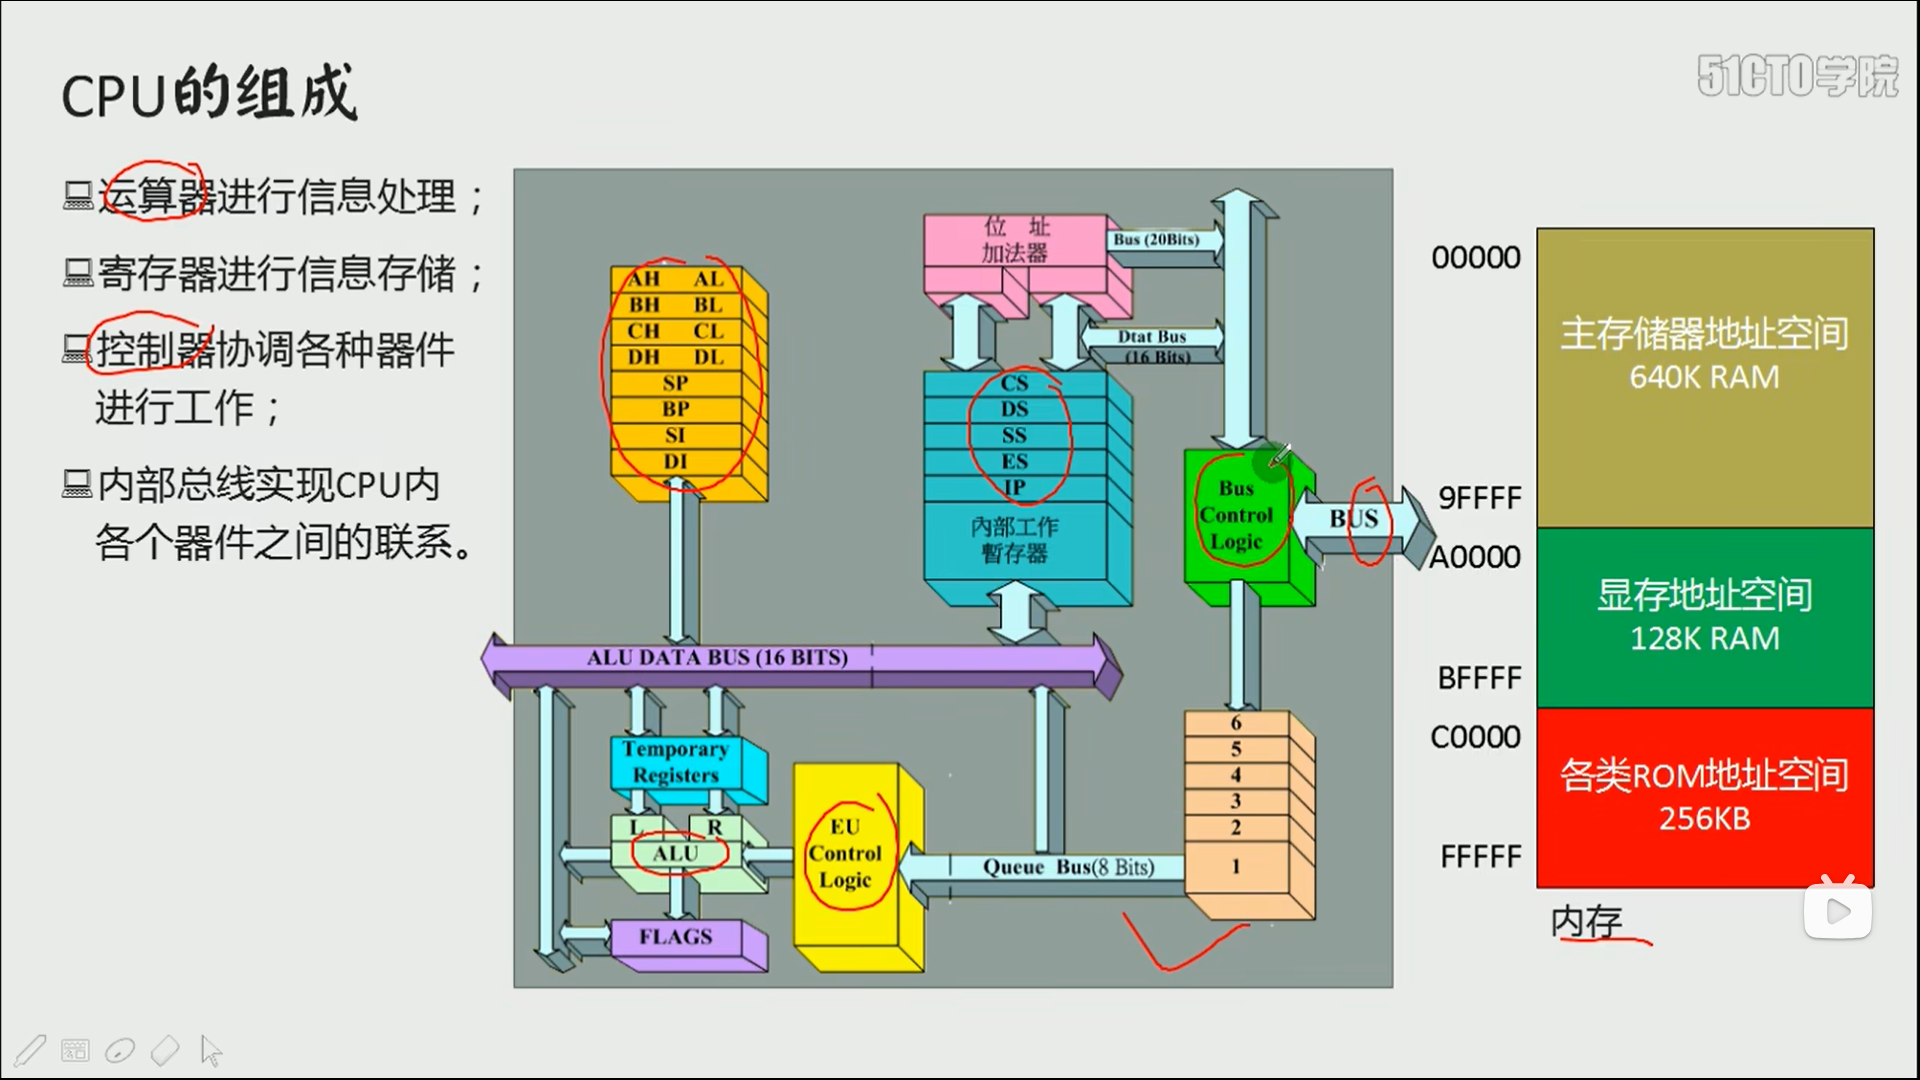 CPU的组成
51CTO学院
运算器进行信息处理；
寄存器进行信息存储；
控制器协调各种器件
进行工作；
内部总线实现CPU内
各个器件之间的联系。
AH AL
BH BL
CH CL
DH DL
SP
BP
SI
DI
位 址
加法器
Bus (20Bits)
Dtat Bus
(16 Bits)
CS
DS
SS
ES
IP
內部工作
暫存器
Bus
Control
Logic
BUS
ALU DATA BUS (16 BITS)
Temporary
Registers
L R
ALU
FLAGS
EU
Control
Logic
Queue Bus(8 Bits)
6
5
4
3
2
1
00000
主存储器地址空间
640K RAM
9FFFF
A0000
显存地址空间
128K RAM
BFFFF
C0000
各类ROM地址空间
256KB
FFFFF
内存